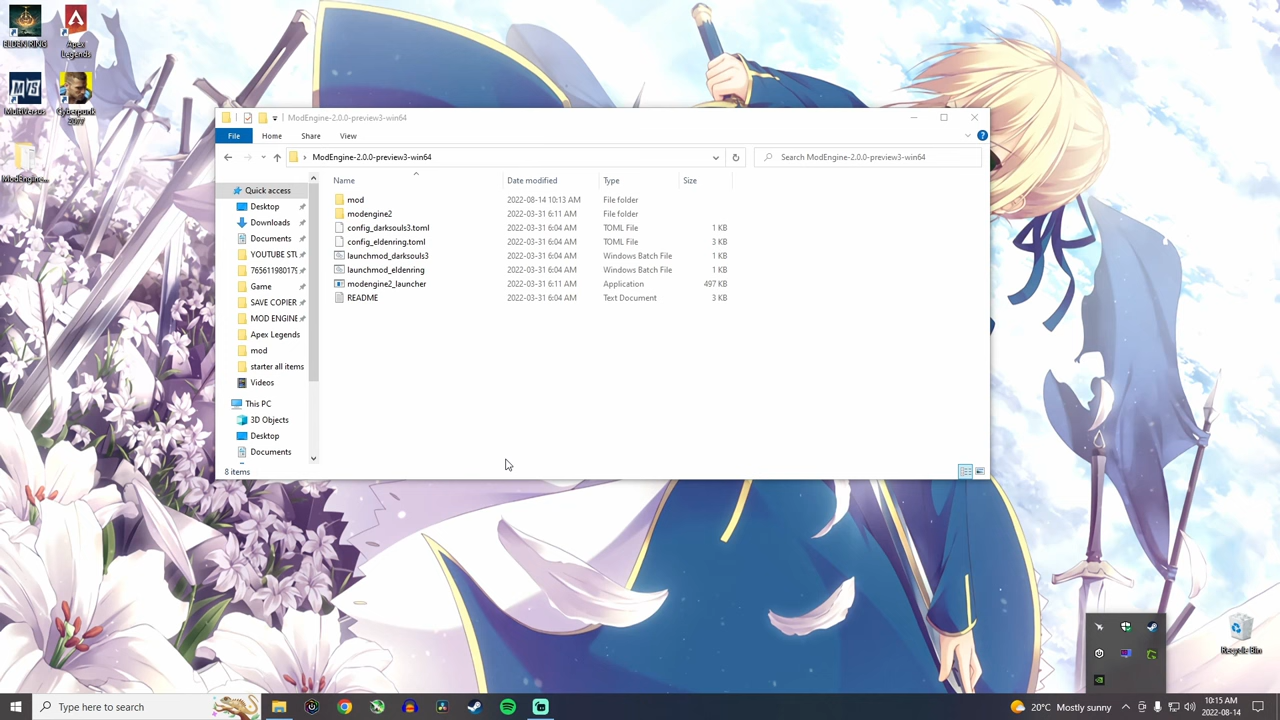 ELDEN RING
Apex
Legends
MultiVersus
Cyberpunk
2077
ModEngine...
ModEngine-2.0.0-preview3-win64
File
Home
Share
View
ModEngine-2.0.0-preview3-win64
Search ModEngine-2.0.0-preview3-win64
Name
Date modified
Type
Size
mod
2022-08-14 10:13 AM
File folder
modengine2
2022-03-31 6:11 AM
File folder
config_darksouls3.toml
2022-03-31 6:04 AM
TOML File
1 KB
config_eldenring.toml
2022-03-31 6:04 AM
TOML File
3 KB
launchmod_darksouls3
2022-03-31 6:04 AM
Windows Batch File
1 KB
launchmod_eldenring
2022-03-31 6:04 AM
Windows Batch File
1 KB
modengine2_launcher
2022-03-31 6:11 AM
Application
497 KB
README
2022-03-31 6:04 AM
Text Document
3 KB
Quick access
Desktop
Downloads
Documents
YOUTUBE STU
765611980179
Game
SAVE COPIER
MOD ENGINE
Apex Legends
mod
starter all items
Videos
This PC
3D Objects
Desktop
Documents
8 items
Recycle Bin
Type here to search
20°C Mostly sunny
10:15 AM
2022-08-14